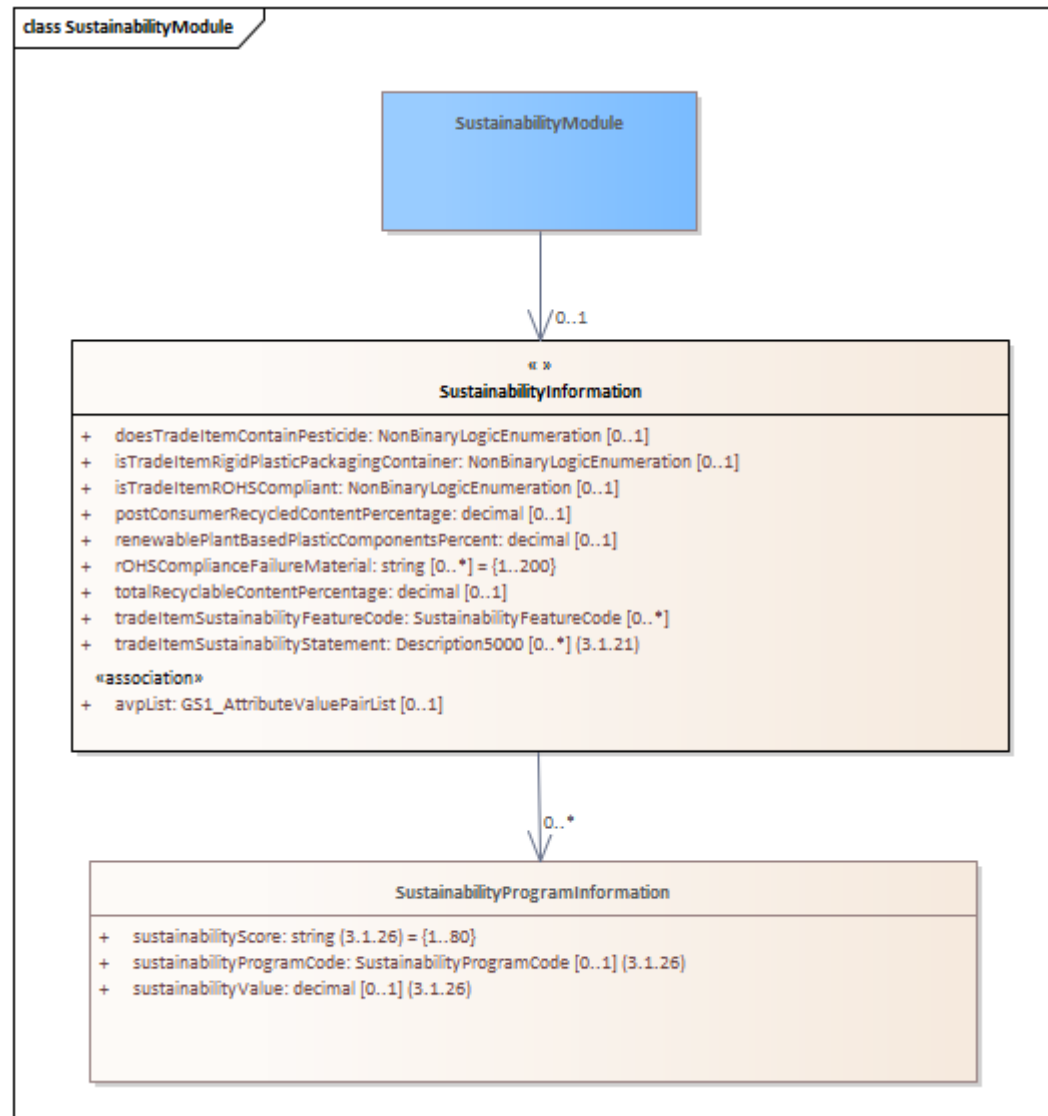 class SustainabilityModule
SustainabilityModule
0..1
« »
SustainabilityInformation
+ doesTradeItemContainPesticide: NonBinaryLogicEnumeration [0..1]
+ isTradeItemRigidPlasticPackagingContainer: NonBinaryLogicEnumeration [0..1]
+ isTradeItemROHSCompliant: NonBinaryLogicEnumeration [0..1]
+ postConsumerRecycledContentPercentage: decimal [0..1]
+ renewablePlantBasedPlasticComponentsPercent: decimal [0..1]
+ rOHSComplianceFailureMaterial: string [0..*] = {1..200}
+ totalRecyclableContentPercentage: decimal [0..1]
+ tradeItemSustainabilityFeatureCode: SustainabilityFeatureCode [0..*]
+ tradeItemSustainabilityStatement: Description5000 [0..*] (3.1.21)
«association»
+ avpList: GS1_AttributeValuePairList [0..1]
0..*
SustainabilityProgramInformation
+ sustainabilityScore: string (3.1.26) = {1..80}
+ sustainabilityProgramCode: SustainabilityProgramCode [0..1] (3.1.26)
+ sustainabilityValue: decimal [0..1] (3.1.26)